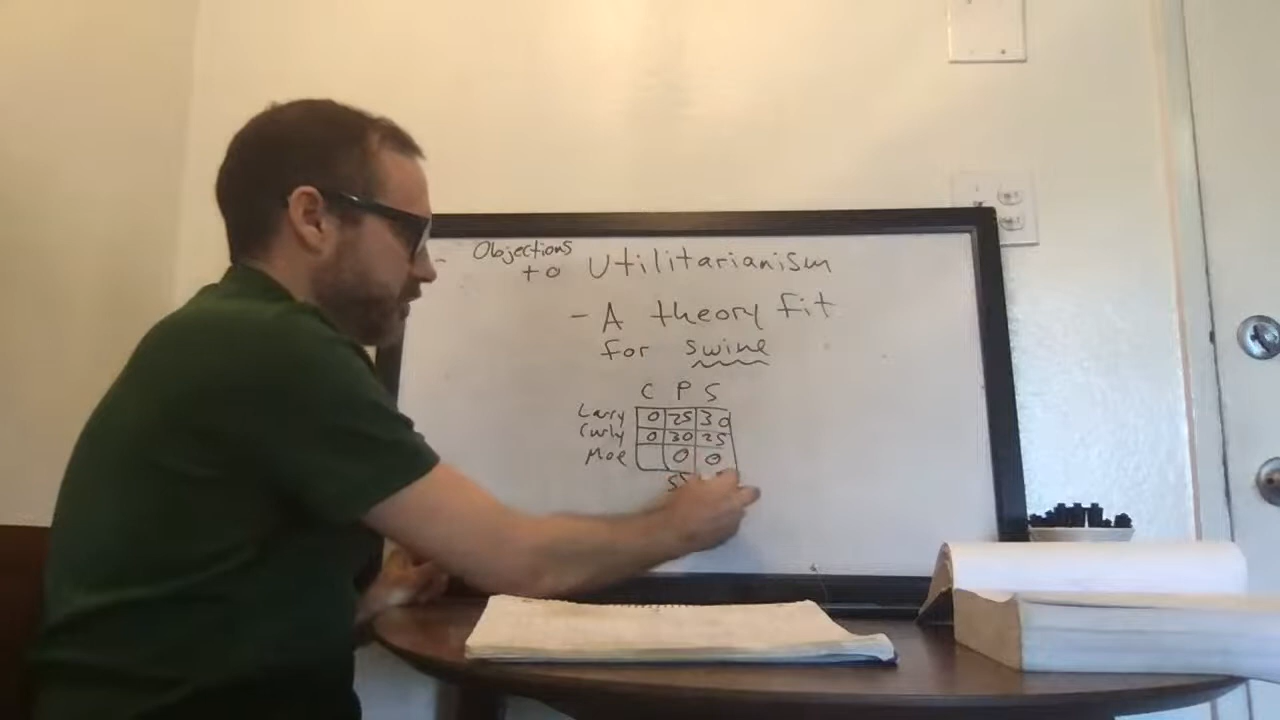 - Objections
to Utilitarianism
- A theory fit
for swine
C P S
Larry 0 25 30
Curly 0 30 25
Moe 0 0
55